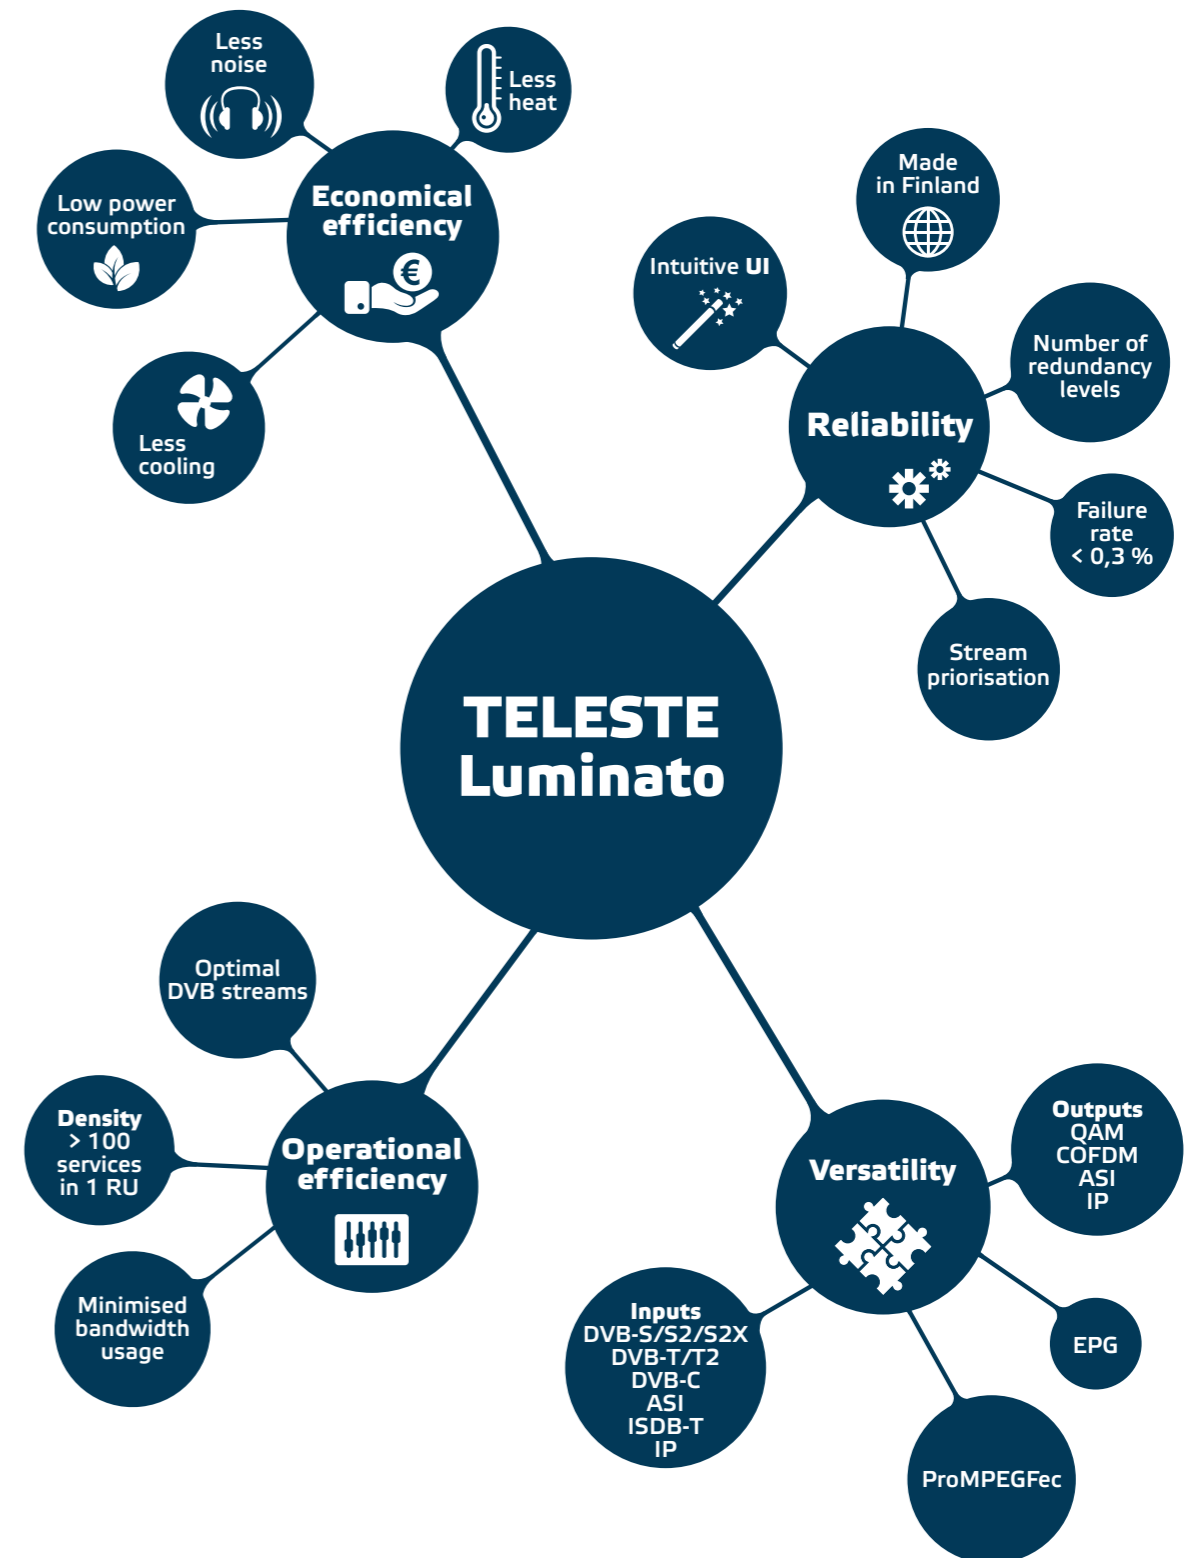 Less
noise
Less
heat
Economical
efficiency
€
Low power
consumption
Less
cooling
Made
in Finland
Intuitive UI
Number of
redundancy
levels
Reliability
Failure
rate
< 0,3 %
Stream
priorisation
TELESTE
Luminato
Optimal
DVB streams
Density
> 100
services
in 1 RU
Operational
efficiency
Minimised
bandwidth
usage
Outputs
QAM
COFDM
ASI
IP
Versatility
Inputs
DVB-S/S2/S2X
DVB-T/T2
DVB-C
ASI
ISDB-T
IP
EPG
ProMPEGFec